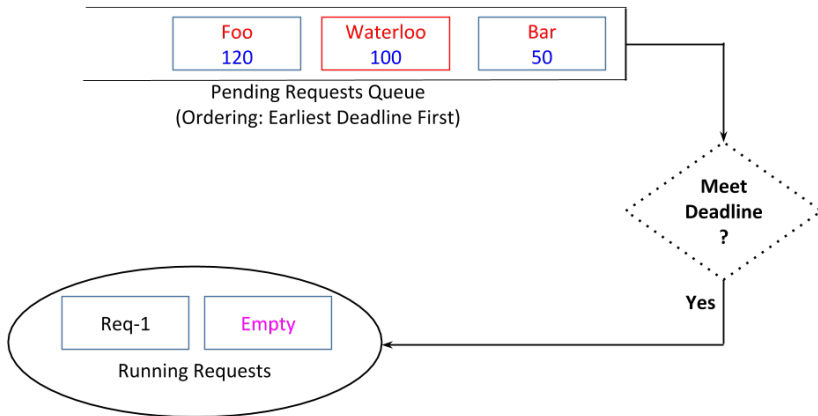 Foo
120
Waterloo
100
Bar
50
Pending Requests Queue
(Ordering: Earliest Deadline First)
Meet
Deadline
?
Yes
Req-1
Empty
Running Requests